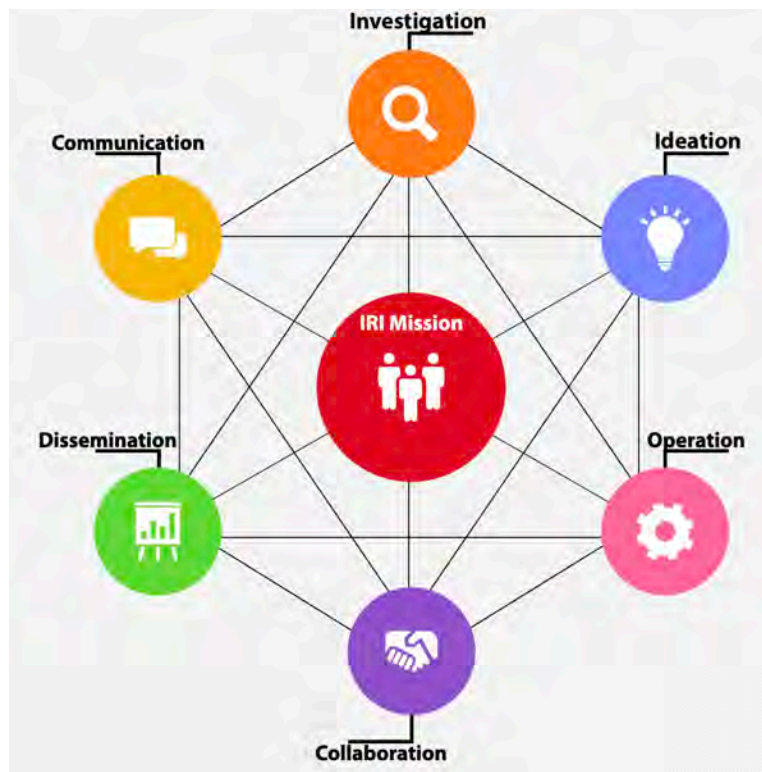 Investigation
Communication
Ideation
IRI Mission
Dissemination
Operation
Collaboration